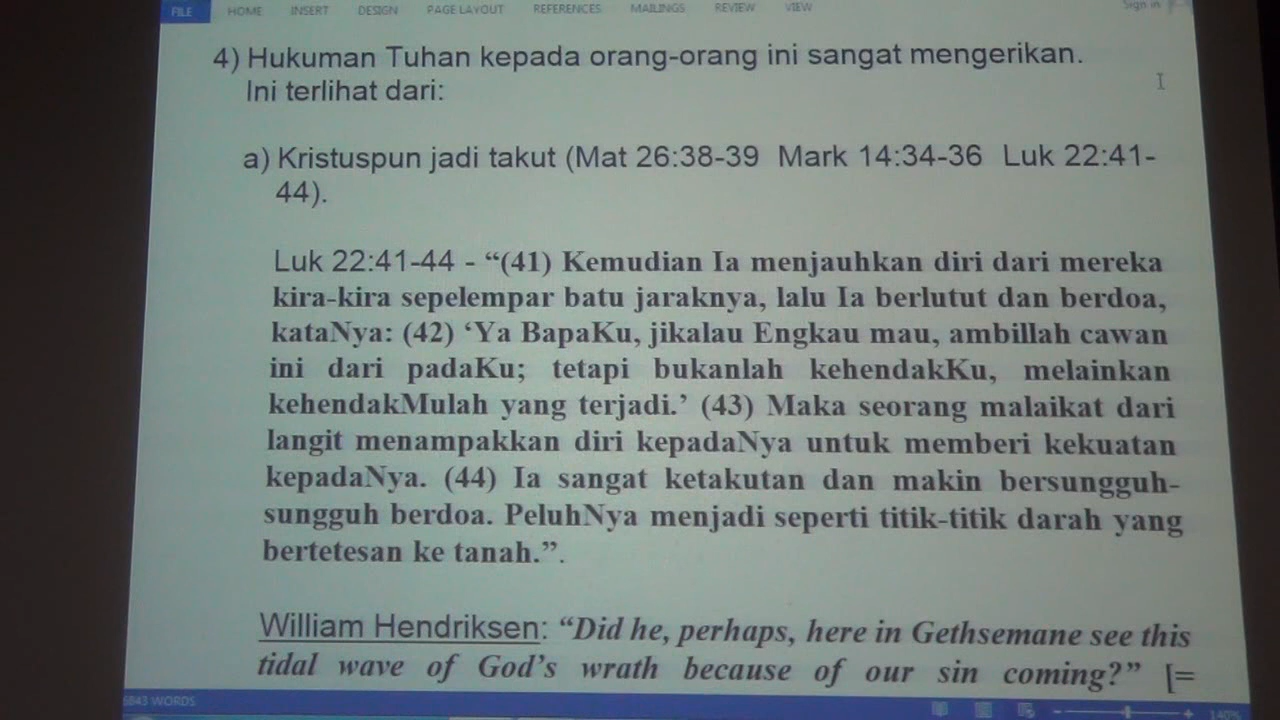 FILE HOME INSERT DESIGN PAGE LAYOUT REFERENCES MAILINGS REVIEW VIEW Sign in
4) Hukuman Tuhan kepada orang-orang ini sangat mengerikan.
Ini terlihat dari:
a) Kristuspun jadi takut (Mat 26:38-39 Mark 14:34-36 Luk 22:41-
44).
Luk 22:41-44 - “(41) Kemudian Ia menjauhkan diri dari mereka
kira-kira sepelempar batu jaraknya, lalu Ia berlutut dan berdoa,
kataNya: (42) ‘Ya BapaKu, jikalau Engkau mau, ambillah cawan
ini dari padaKu; tetapi bukanlah kehendakKu, melainkan
kehendakMulah yang terjadi.’ (43) Maka seorang malaikat dari
langit menampakkan diri kepadaNya untuk memberi kekuatan
kepadaNya. (44) Ia sangat ketakutan dan makin bersungguh-
sungguh berdoa. PeluhNya menjadi seperti titik-titik darah yang
bertetesan ke tanah.”.
William Hendriksen: “Did he, perhaps, here in Gethsemane see this
tidal wave of God’s wrath because of our sin coming?” [=
6843 WORDS 140%